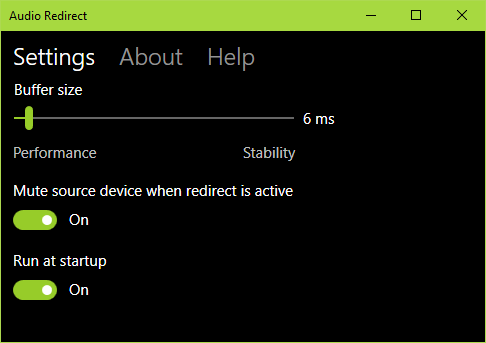 Audio Redirect
Settings About Help
Buffer size
6 ms
Performance Stability
Mute source device when redirect is active
On
Run at startup
On